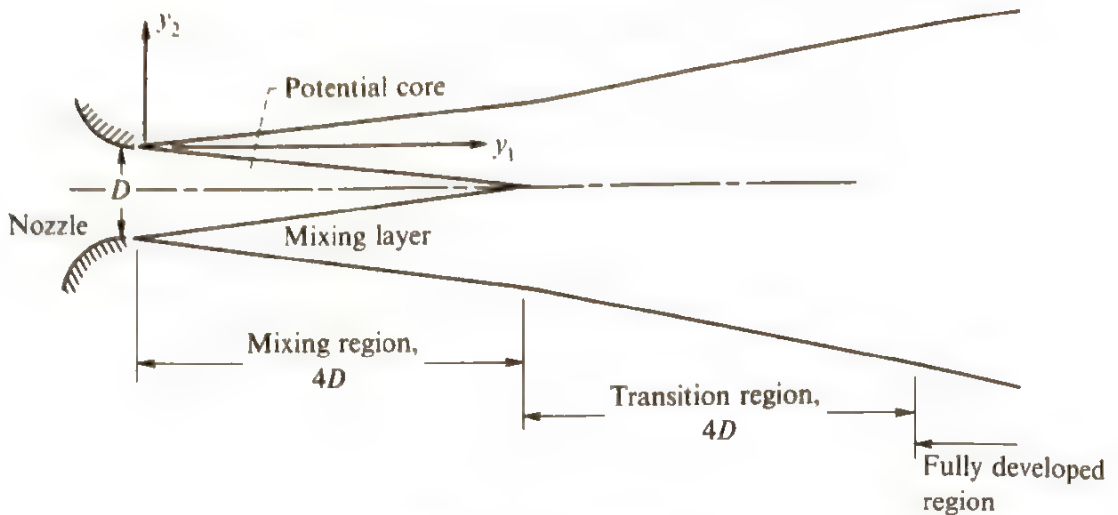 y₂
Potential core
y₁
D
Nozzle
Mixing layer
Mixing region,
4D
Transition region,
4D
Fully developed
region